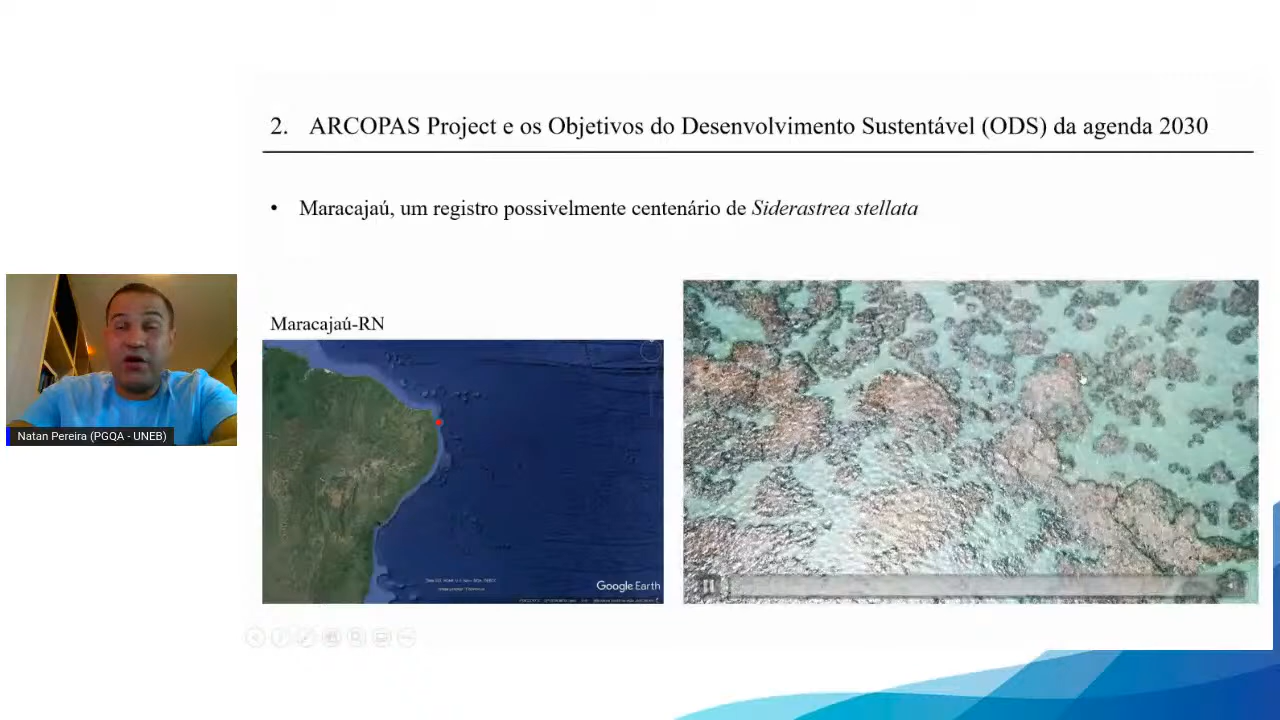 2. ARCOPAS Project e os Objetivos do Desenvolvimento Sustentável (ODS) da agenda 2030
• Maracajaú, um registro possivelmente centenário de Siderastrea stellata
Maracajaú-RN
Natan Pereira (PGQA - UNEB)
Google Earth